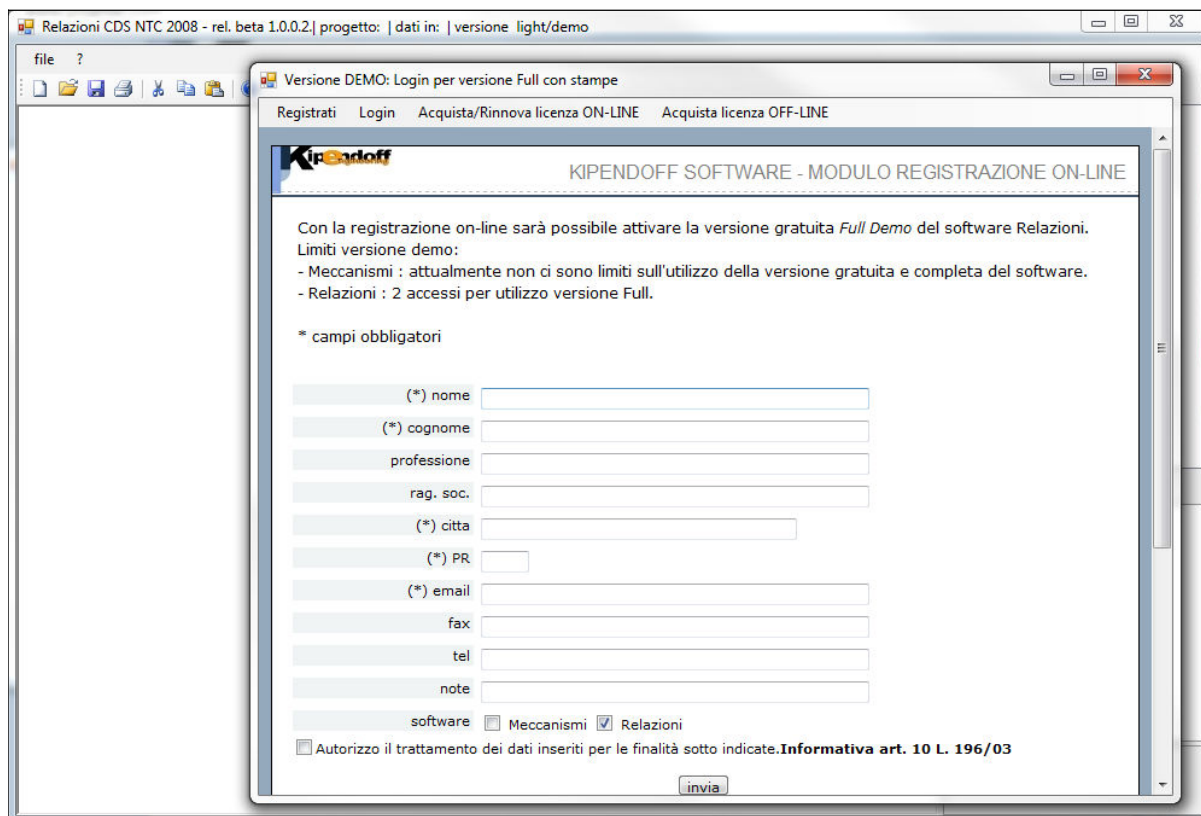 Relazioni CDS NTC 2008 - rel. beta 1.0.0.2.| progetto: | dati in: | versione light/demo
file ?
Versione DEMO: Login per versione Full con stampe
Registrati Login Acquista/Rinnova licenza ON-LINE Acquista licenza OFF-LINE
Kipendoff
KIPENDOFF SOFTWARE - MODULO REGISTRAZIONE ON-LINE
Con la registrazione on-line sarà possibile attivare la versione gratuita Full Demo del software Relazioni.
Limiti versione demo:
- Meccanismi : attualmente non ci sono limiti sull'utilizzo della versione gratuita e completa del software.
- Relazioni : 2 accessi per utilizzo versione Full.
* campi obbligatori
(*) nome
(*) cognome
professione
rag. soc.
(*) citta
(*) PR
(*) email
fax
tel
note
software Meccanismi Relazioni
Autorizzo il trattamento dei dati inseriti per le finalità sotto indicate.Informativa art. 10 L. 196/03
invia